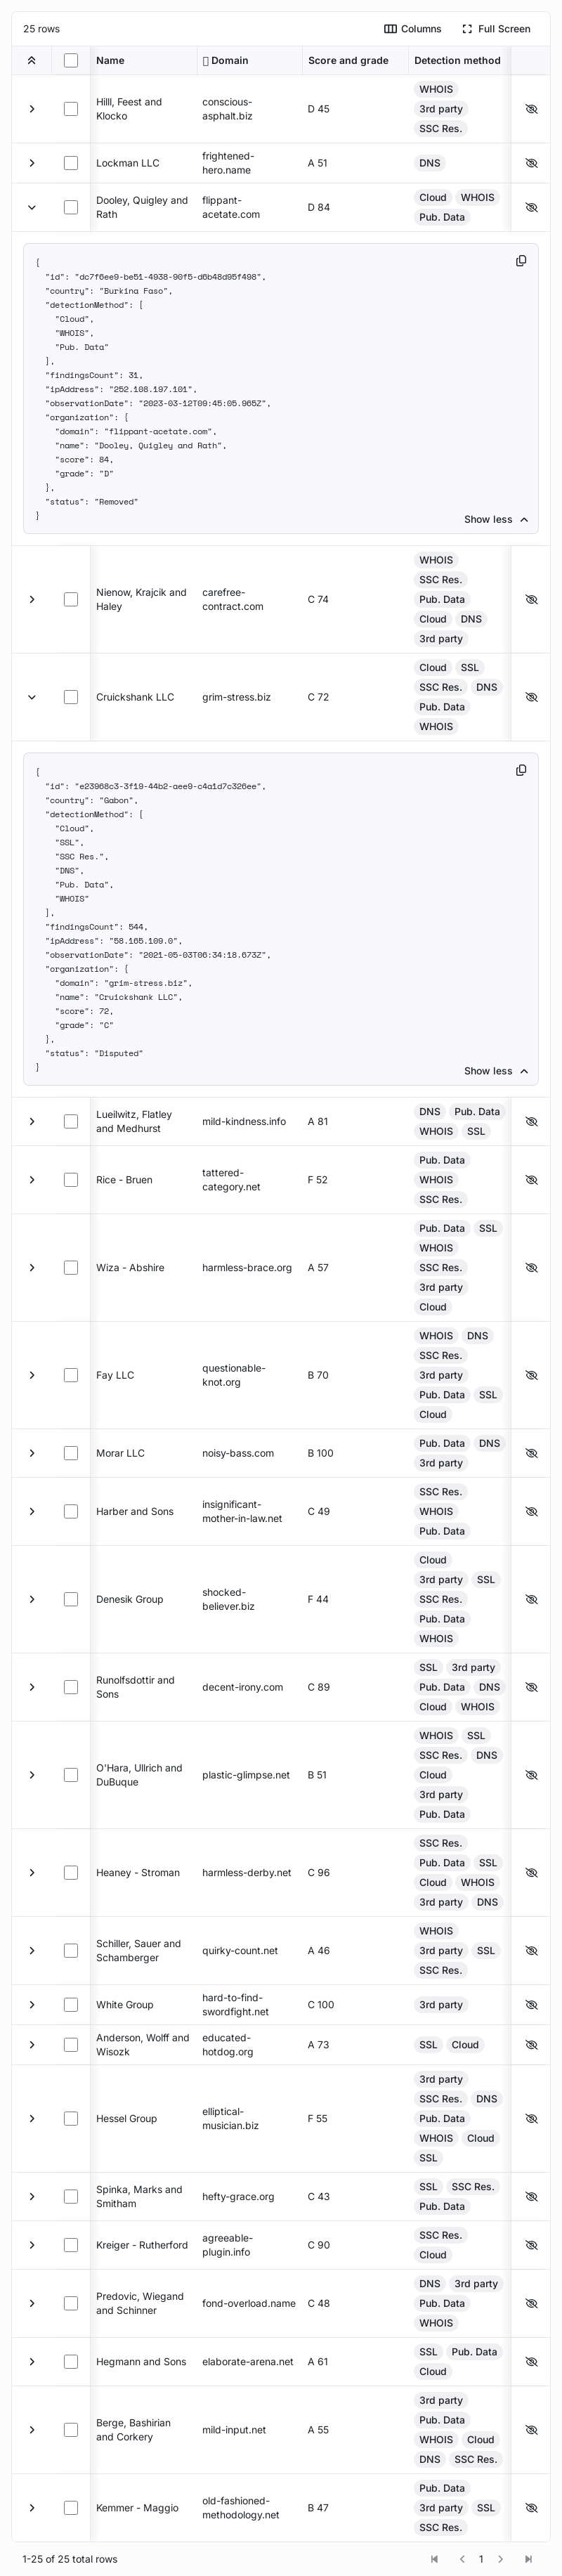 25 rows
Columns
Full Screen
Name
Domain
Score and grade
Detection method
Hilll, Feest and
Klocko
conscious-
asphalt.biz
D 45
WHOIS
3rd party
SSC Res.
Lockman LLC
frightened-
hero.name
A 51
DNS
Dooley, Quigley and
Rath
flippant-
acetate.com
D 84
Cloud WHOIS
Pub. Data
{
"id": "dc7f6ee9-be51-4938-90f5-d6b48d95f498",
"country": "Burkina Faso",
"detectionMethod": [
"Cloud",
"WHOIS",
"Pub. Data"
],
"findingsCount": 31,
"ipAddress": "252.108.197.101",
"observationDate": "2023-03-12T09:45:05.965Z",
"organization": {
"domain": "flippant-acetate.com",
"name": "Dooley, Quigley and Rath",
"score": 84,
"grade": "D"
},
"status": "Removed"
}
Show less
Nienow, Krajcik and
Haley
carefree-
contract.com
C 74
WHOIS
SSC Res.
Pub. Data
Cloud DNS
3rd party
Cruickshank LLC
grim-stress.biz
C 72
Cloud SSL
SSC Res. DNS
Pub. Data
WHOIS
{
"id": "e23968c3-3f19-44b2-aee9-c4a1d7c326ee",
"country": "Gabon",
"detectionMethod": [
"Cloud",
"SSL",
"SSC Res.",
"DNS",
"Pub. Data",
"WHOIS"
],
"findingsCount": 544,
"ipAddress": "58.165.109.0",
"observationDate": "2021-05-03T06:34:18.673Z",
"organization": {
"domain": "grim-stress.biz",
"name": "Cruickshank LLC",
"score": 72,
"grade": "C"
},
"status": "Disputed"
}
Show less
Lueilwitz, Flatley
and Medhurst
mild-kindness.info
A 81
DNS Pub. Data
WHOIS SSL
Rice - Bruen
tattered-
category.net
F 52
Pub. Data
WHOIS
SSC Res.
Wiza - Abshire
harmless-brace.org
A 57
Pub. Data SSL
WHOIS
SSC Res.
3rd party
Cloud
Fay LLC
questionable-
knot.org
B 70
WHOIS DNS
SSC Res.
3rd party
Pub. Data SSL
Cloud
Morar LLC
noisy-bass.com
B 100
Pub. Data DNS
3rd party
Harber and Sons
insignificant-
mother-in-law.net
C 49
SSC Res.
WHOIS
Pub. Data
Denesik Group
shocked-
believer.biz
F 44
Cloud
3rd party SSL
SSC Res.
Pub. Data
WHOIS
Runolfsdottir and
Sons
decent-irony.com
C 89
SSL 3rd party
Pub. Data DNS
Cloud WHOIS
O'Hara, Ullrich and
DuBuque
plastic-glimpse.net
B 51
WHOIS SSL
SSC Res. DNS
Cloud
3rd party
Pub. Data
Heaney - Stroman
harmless-derby.net
C 96
SSC Res.
Pub. Data SSL
Cloud WHOIS
3rd party DNS
Schiller, Sauer and
Schamberger
quirky-count.net
A 46
WHOIS
3rd party SSL
SSC Res.
White Group
hard-to-find-
swordfight.net
C 100
3rd party
Anderson, Wolff and
Wisozk
educated-
hotdog.org
A 73
SSL Cloud
Hessel Group
elliptical-
musician.biz
F 55
3rd party
SSC Res. DNS
Pub. Data
WHOIS Cloud
SSL
Spinka, Marks and
Smitham
hefty-grace.org
C 43
SSL SSC Res.
Pub. Data
Kreiger - Rutherford
agreeable-
plugin.info
C 90
SSC Res.
Cloud
Predovic, Wiegand
and Schinner
fond-overload.name
C 48
DNS 3rd party
Pub. Data
WHOIS
Hegmann and Sons
elaborate-arena.net
A 61
SSL Pub. Data
Cloud
Berge, Bashirian
and Corkery
mild-input.net
A 55
3rd party
Pub. Data
WHOIS Cloud
DNS SSC Res.
Kemmer - Maggio
old-fashioned-
methodology.net
B 47
Pub. Data
3rd party SSL
SSC Res.
1-25 of 25 total rows
1